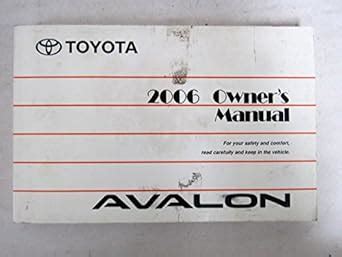 TOYOTA
2006 Owner's
Manual
For your safety and comfort,
read carefully and keep in the vehicle.
AVALON